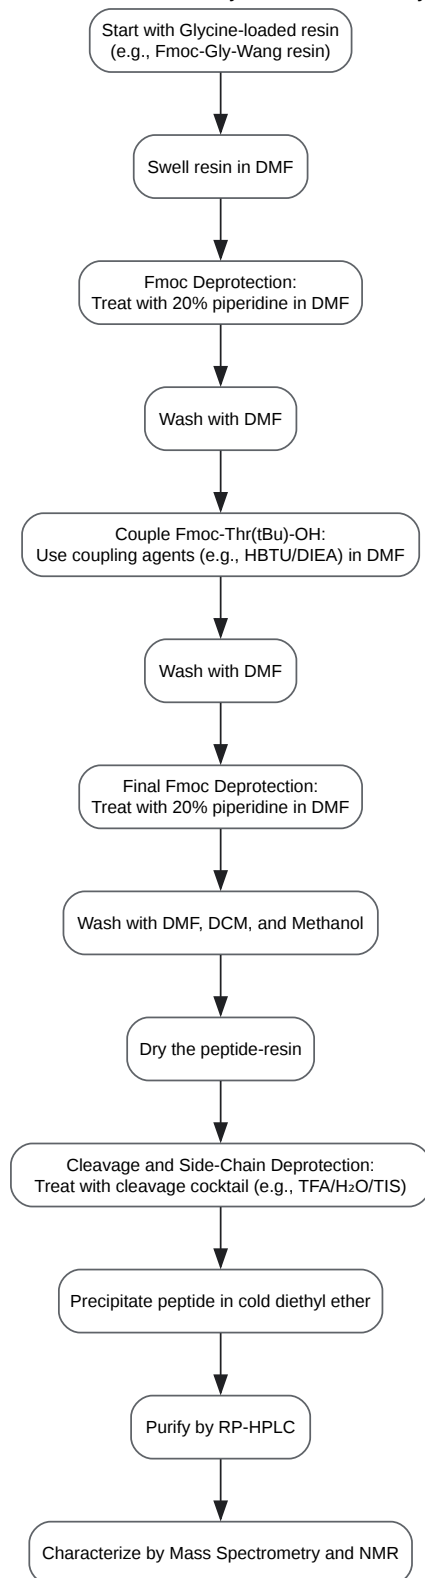 Start with Glycine-loaded resin
(e.g., Fmoc-Gly-Wang resin)
Swell resin in DMF
Fmoc Deprotection:
Treat with 20% piperidine in DMF
Wash with DMF
Couple Fmoc-Thr(tBu)-OH:
Use coupling agents (e.g., HBTU/DIEA) in DMF
Wash with DMF
Final Fmoc Deprotection:
Treat with 20% piperidine in DMF
Wash with DMF, DCM, and Methanol
Dry the peptide-resin
Cleavage and Side-Chain Deprotection:
Treat with cleavage cocktail (e.g., TFA/H₂O/TIS)
Precipitate peptide in cold diethyl ether
Purify by RP-HPLC
Characterize by Mass Spectrometry and NMR